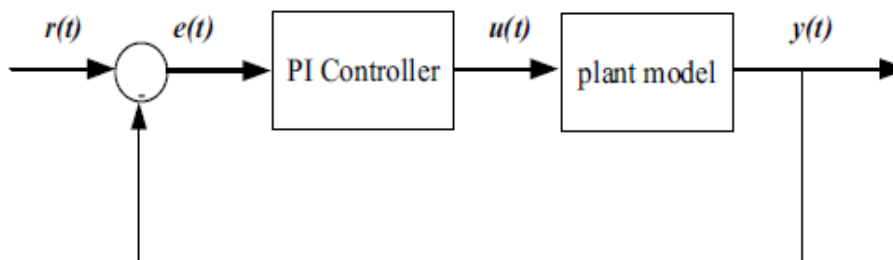 r(t) e(t) u(t) y(t)
PI Controller plant model
-